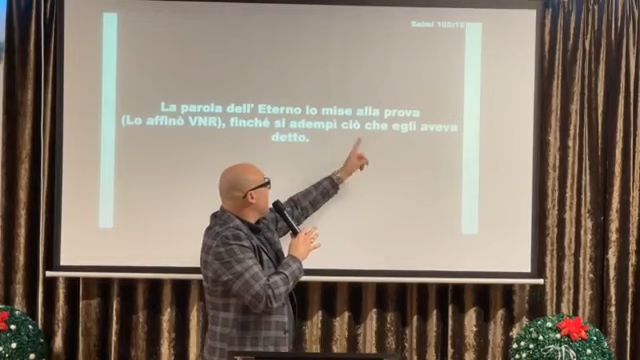 Salmi 105/19
La parola dell' Eterno lo mise alla prova
(Lo affinò VNR), finché si adempì ciò che egli aveva
detto.